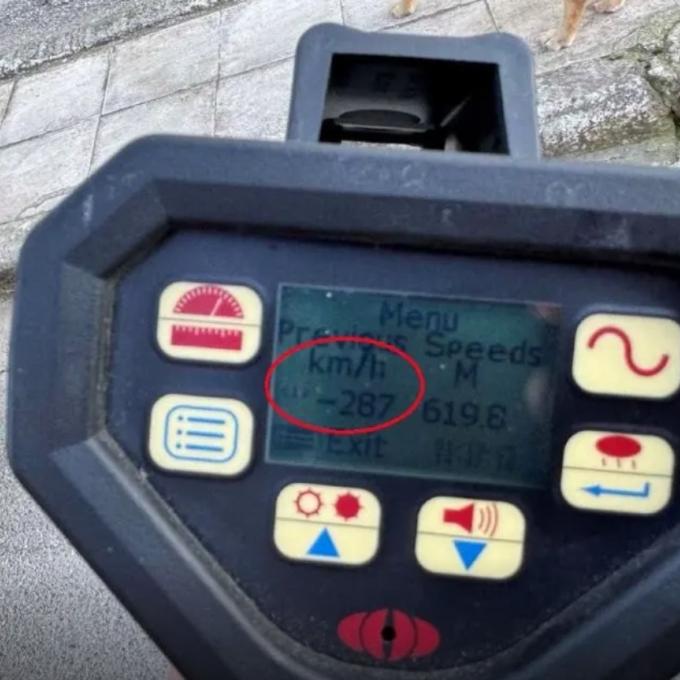 Menu
Previous Speeds
km/h M
-287 619.8
Exit